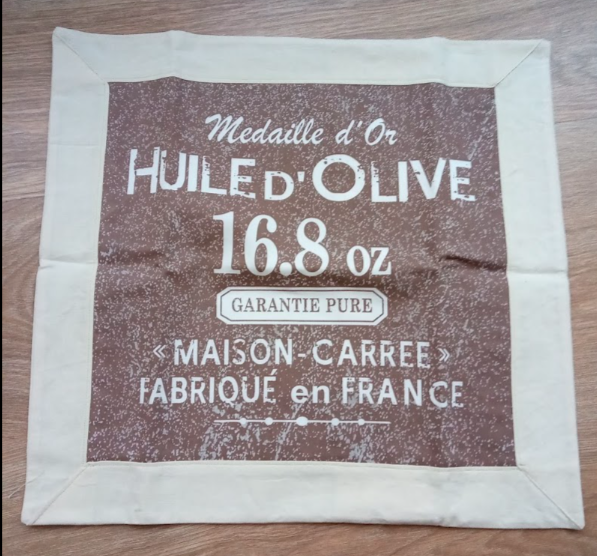 Medaille d'Or
HUILE D'OLIVE
16.8 oz
GARANTIE PURE
«MAISON-CARREE»
FABRIQUÉ en FRANCE